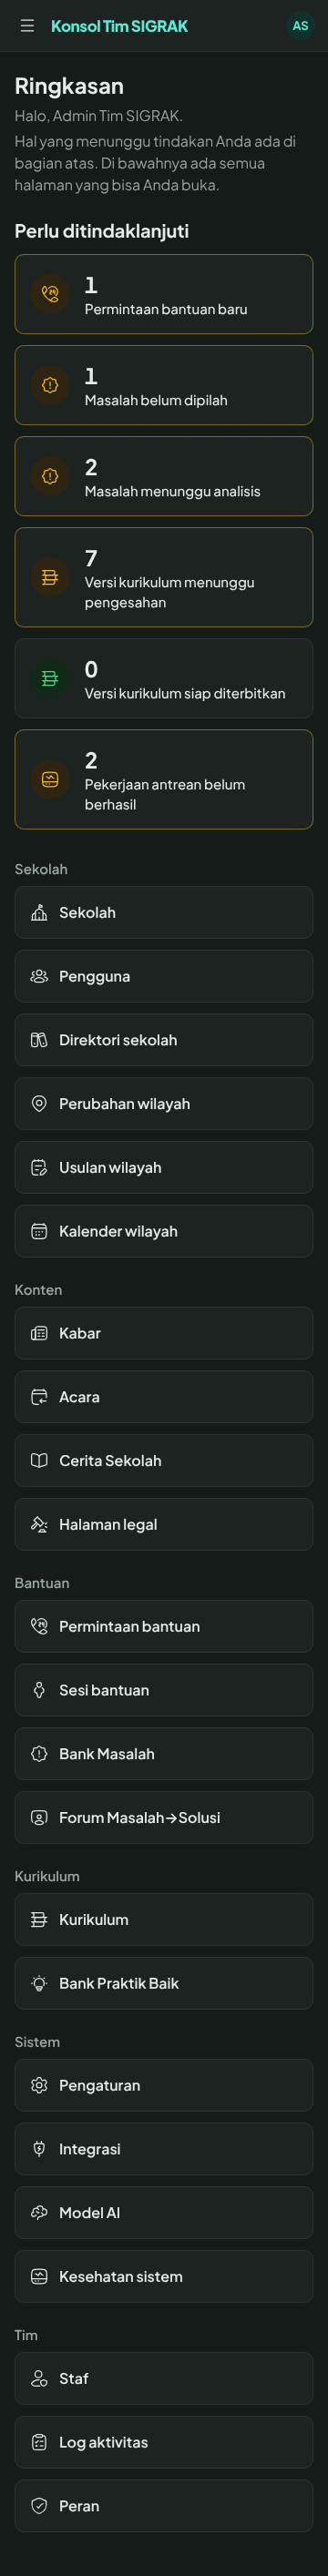 Konsol Tim SIGRAK
AS
Ringkasan
Halo, Admin Tim SIGRAK.
Hal yang menunggu tindakan Anda ada di
bagian atas. Di bawahnya ada semua
halaman yang bisa Anda buka.
Perlu ditindaklanjuti
1
Permintaan bantuan baru
1
Masalah belum dipilah
2
Masalah menunggu analisis
7
Versi kurikulum menunggu
pengesahan
0
Versi kurikulum siap diterbitkan
2
Pekerjaan antrean belum
berhasil
Sekolah
Sekolah
Pengguna
Direktori sekolah
Perubahan wilayah
Usulan wilayah
Kalender wilayah
Konten
Kabar
Acara
Cerita Sekolah
Halaman legal
Bantuan
Permintaan bantuan
Sesi bantuan
Bank Masalah
Forum Masalah→Solusi
Kurikulum
Kurikulum
Bank Praktik Baik
Sistem
Pengaturan
Integrasi
Model AI
Kesehatan sistem
Tim
Staf
Log aktivitas
Peran